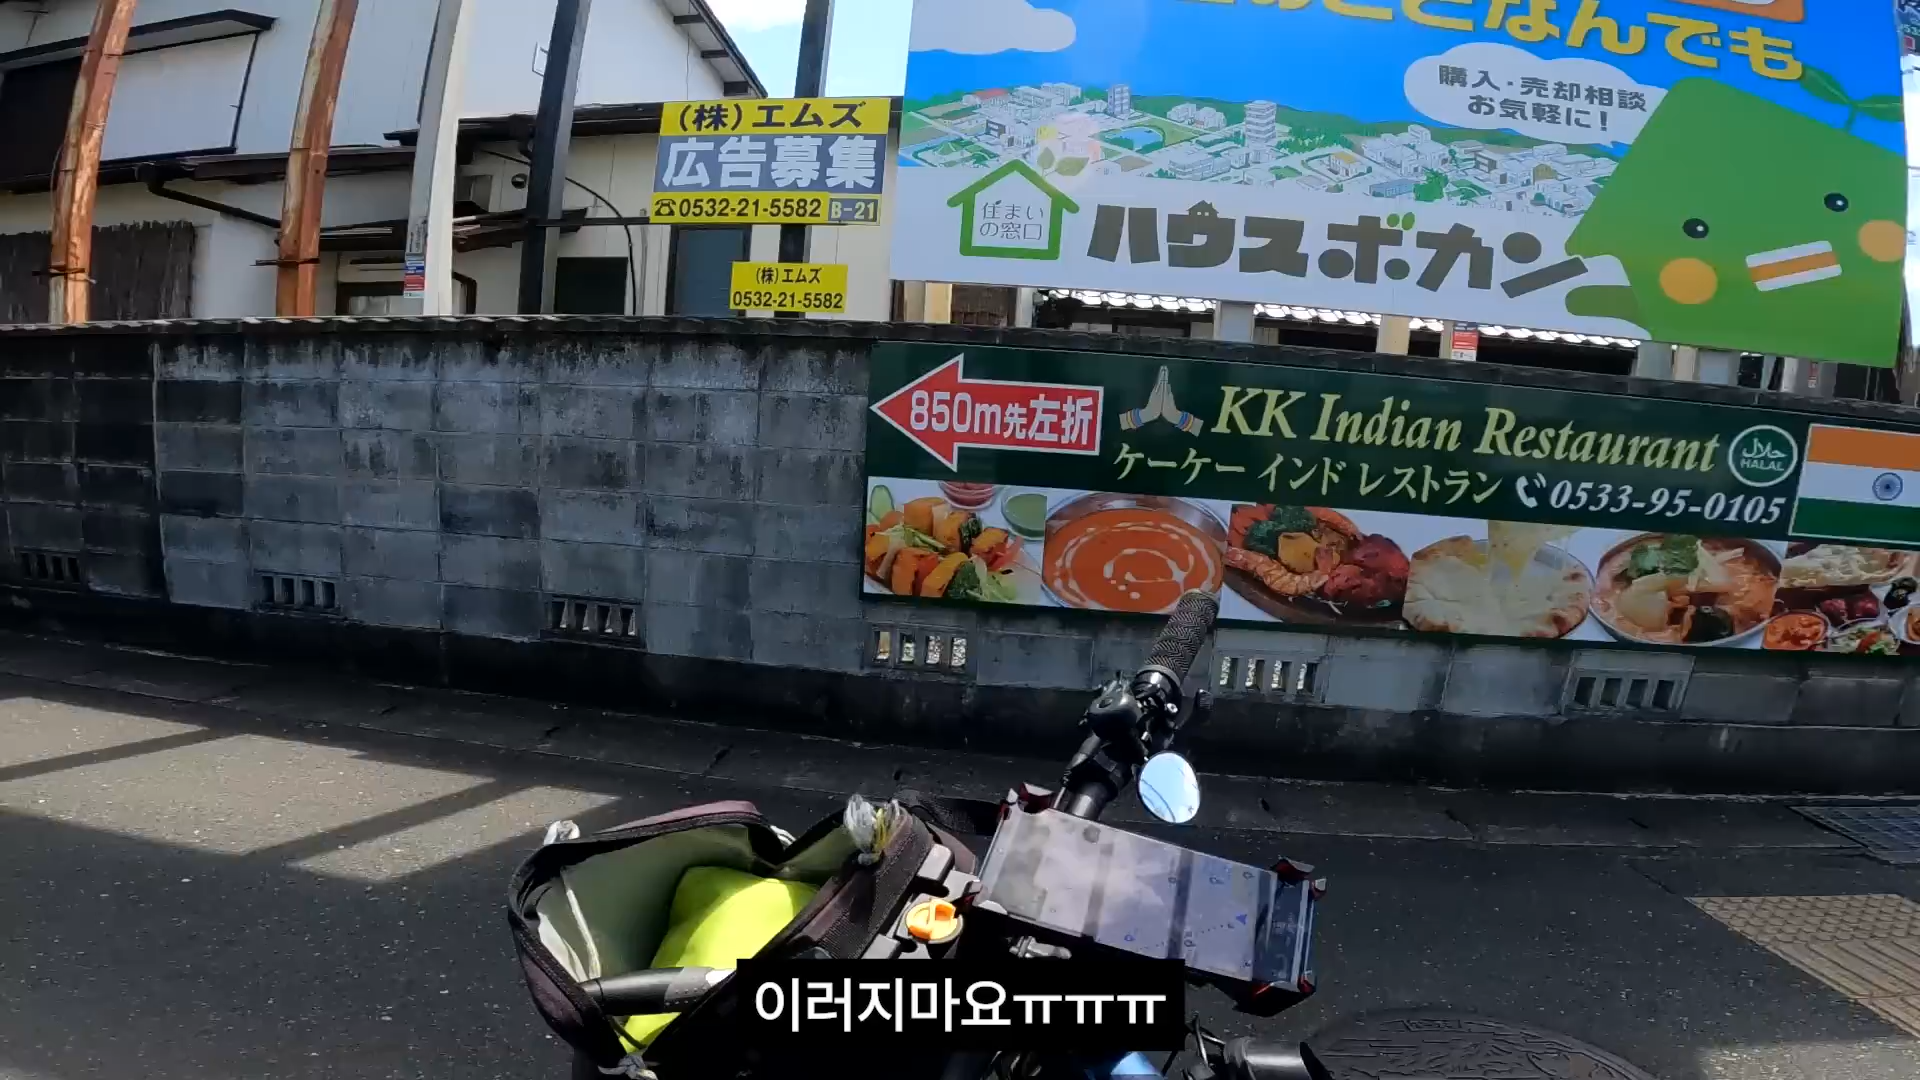 のことなんでも
購入・売却相談
お気軽に!
住まい
の窓口
ハウスボカン
(株)エムズ
広告募集
☎0532-21-5582 B-21
(株)エムズ
0532-21-5582
850m先左折
KK Indian Restaurant
حلال
HALAL
ケーケー インド レストラン
0533-95-0105
이러지마요ㅠㅠㅠ